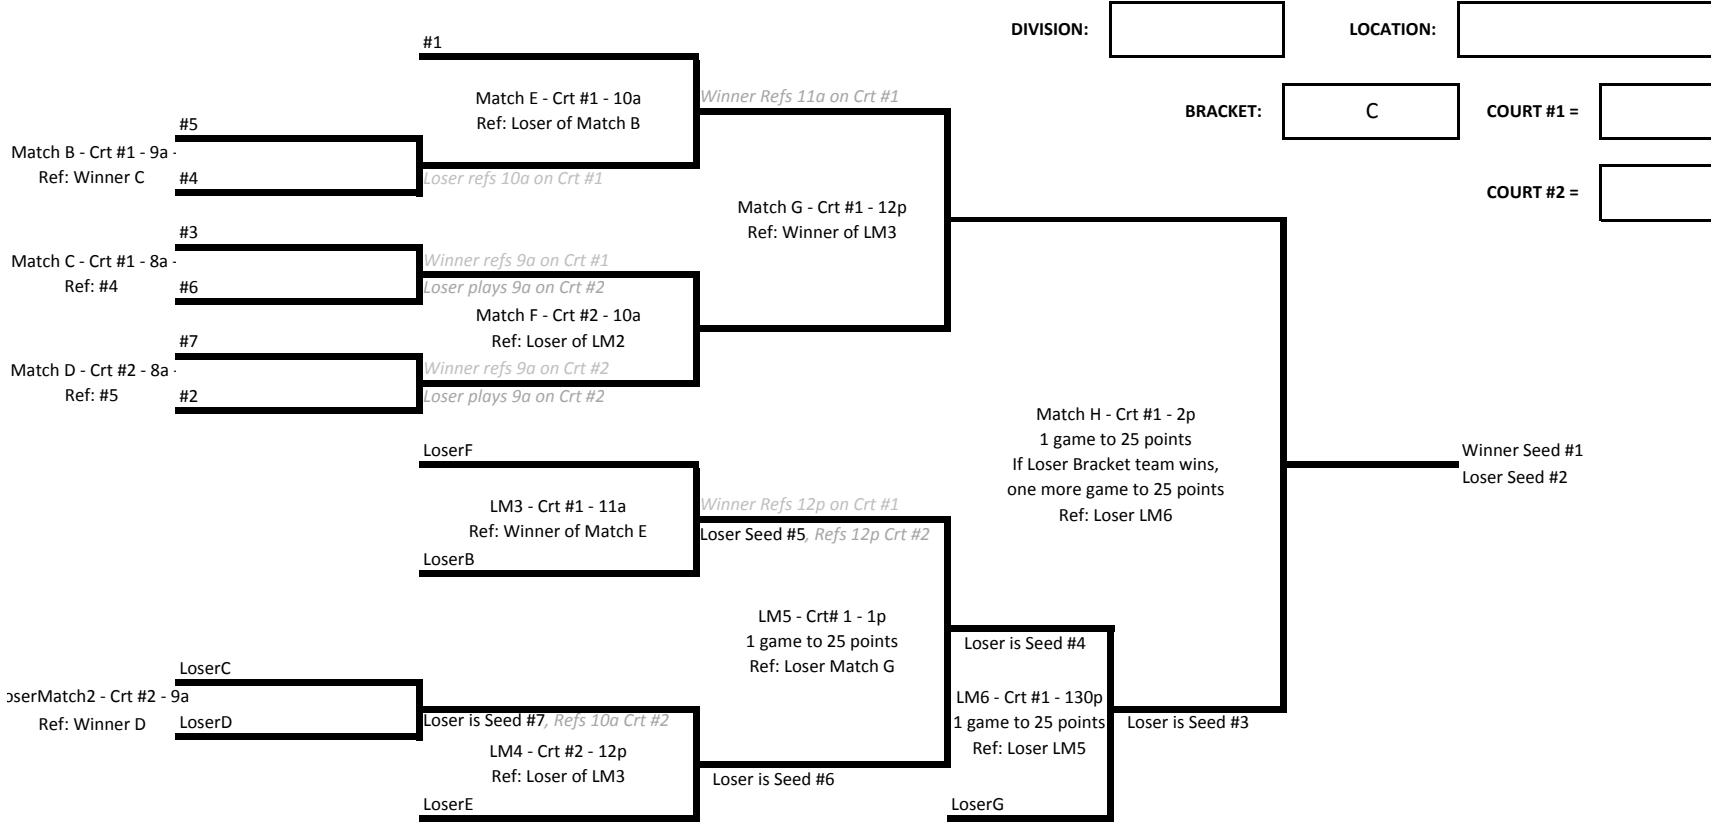 DIVISION:
LOCATION:
BRACKET:
C
COURT #1 =
COURT #2 =
#1
Match E - Crt #1 - 10a
Ref: Loser of Match B
Winner Refs 11a on Crt #1
#5
Match B - Crt #1 - 9a -
Ref: Winner C
#4
Loser refs 10a on Crt #1
Match G - Crt #1 - 12p
Ref: Winner of LM3
#3
Match C - Crt #1 - 8a -
Ref: #4
#6
Winner refs 9a on Crt #1
Loser plays 9a on Crt #2
Match F - Crt #2 - 10a
Ref: Loser of LM2
#7
Match D - Crt #2 - 8a -
Ref: #5
#2
Winner refs 9a on Crt #2
Loser plays 9a on Crt #2
Match H - Crt #1 - 2p
1 game to 25 points
If Loser Bracket team wins,
one more game to 25 points
Ref: Loser LM6
Winner Seed #1
Loser Seed #2
LoserF
LM3 - Crt #1 - 11a
Ref: Winner of Match E
LoserB
Winner Refs 12p on Crt #1
Loser Seed #5, Refs 12p Crt #2
LM5 - Crt# 1 - 1p
1 game to 25 points
Ref: Loser Match G
Loser is Seed #4
LoserC
oserMatch2 - Crt #2 - 9a
Ref: Winner D
LoserD
Loser is Seed #7, Refs 10a Crt #2
LM4 - Crt #2 - 12p
Ref: Loser of LM3
LoserE
Loser is Seed #6
LM6 - Crt #1 - 130p
1 game to 25 points
Ref: Loser LM5
Loser is Seed #3
LoserG